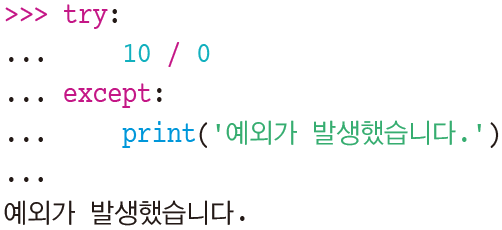 >>> try:
...     10 / 0
... except:
...     print('예외가 발생했습니다.')
...
예외가 발생했습니다.